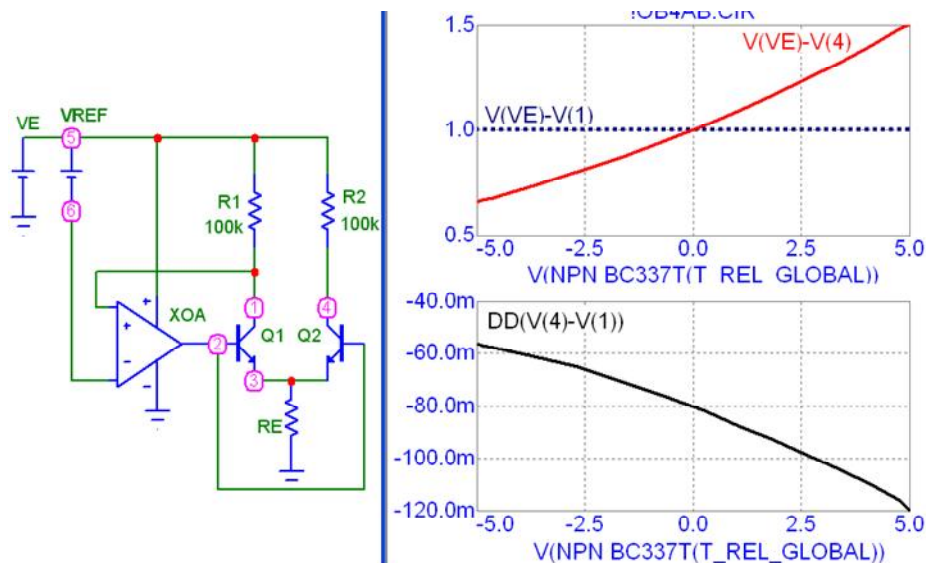 VE
VREF
5
6
R1
100k
R2
100k
XOA
+
+
-
-
1
2
3
4
Q1
Q2
RE
!OB4AB.CIR
1.5
1.0
0.5
V(VE)-V(4)
V(VE)-V(1)
-5.0 -2.5 0.0 2.5 5.0
V(NPN BC337T(T_REL_GLOBAL))
-40.0m
-60.0m
-80.0m
-100.0m
-120.0m
DD(V(4)-V(1))
-5.0 -2.5 0.0 2.5 5.0
V(NPN BC337T(T_REL_GLOBAL))